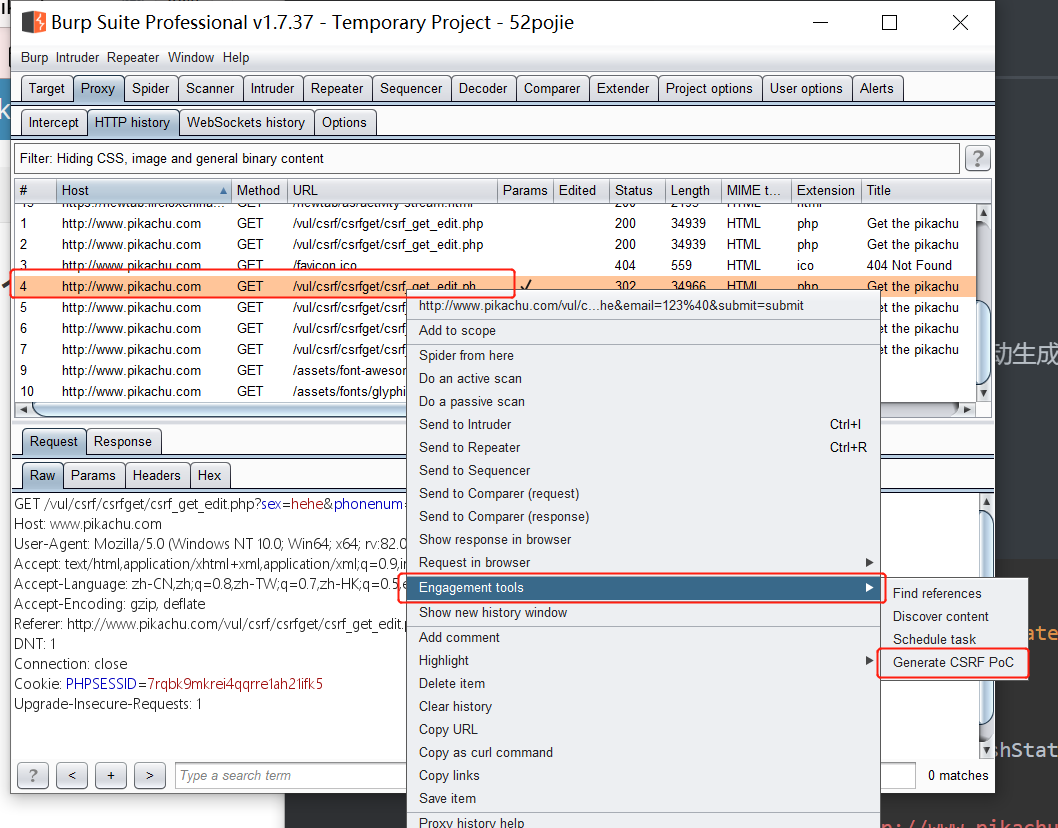 Burp Suite Professional v1.7.37 - Temporary Project - 52pojie
Burp Intruder Repeater Window Help
Target Proxy Spider Scanner Intruder Repeater Sequencer Decoder Comparer Extender Project options User options Alerts
Intercept HTTP history WebSockets history Options
Filter: Hiding CSS, image and general binary content ?
# Host Method URL Params Edited Status Length MIME t... Extension Title
1 http://www.pikachu.com GET /vul/csrf/csrfget/csrf_get_edit.php 200 34939 HTML php Get the pikachu
2 http://www.pikachu.com GET /vul/csrf/csrfget/csrf_get_edit.php 200 34939 HTML php Get the pikachu
3 http://www.pikachu.com GET /favicon.ico 404 559 HTML ico 404 Not Found
4 http://www.pikachu.com GET /vul/csrf/csrfget/csrf_get_edit.ph 302 34966 HTML php Get the pikachu
5 http://www.pikachu.com GET /vul/csrf/csrfget/c et the pikachu
6 http://www.pikachu.com GET /vul/csrf/csrfget/c et the pikachu
7 http://www.pikachu.com GET /vul/csrf/csrfget/c et the pikachu
9 http://www.pikachu.com GET /assets/font-aweson
10 http://www.pikachu.com GET /assets/fonts/glyphi
http://www.pikachu.com/vul/c...he&email=123%40&submit=submit
Add to scope
Spider from here
动生成
Do an active scan
Do a passive scan
Send to Intruder Ctrl+I
Send to Repeater Ctrl+R
Send to Sequencer
Send to Comparer (request)
Send to Comparer (response)
Show response in browser
Request in browser
Engagement tools
Show new history window
Add comment
Highlight
Delete item
Clear history
Copy URL
Copy as curl command
Copy links
Save item
Proxy history help
Find references
Discover content
Schedule task
Generate CSRF PoC
Request Response
Raw Params Headers Hex
GET /vul/csrf/csrfget/csrf_get_edit.php?sex=hehe&phonenum=
Host: www.pikachu.com
User-Agent: Mozilla/5.0 (Windows NT 10.0; Win64; x64; rv:82.0
Accept: text/html,application/xhtml+xml,application/xml;q=0.9,i
Accept-Language: zh-CN,zh;q=0.8,zh-TW;q=0.7,zh-HK;q=0.5,e
Accept-Encoding: gzip, deflate
Referer: http://www.pikachu.com/vul/csrf/csrfget/csrf_get_edit.p
DNT: 1
Connection: close
Cookie: PHPSESSID=7rqbk9mkrei4qqrre1ah21ifk5
Upgrade-Insecure-Requests: 1
? < + > Type a search term 0 matches
ate
shStat
://www.pikachu